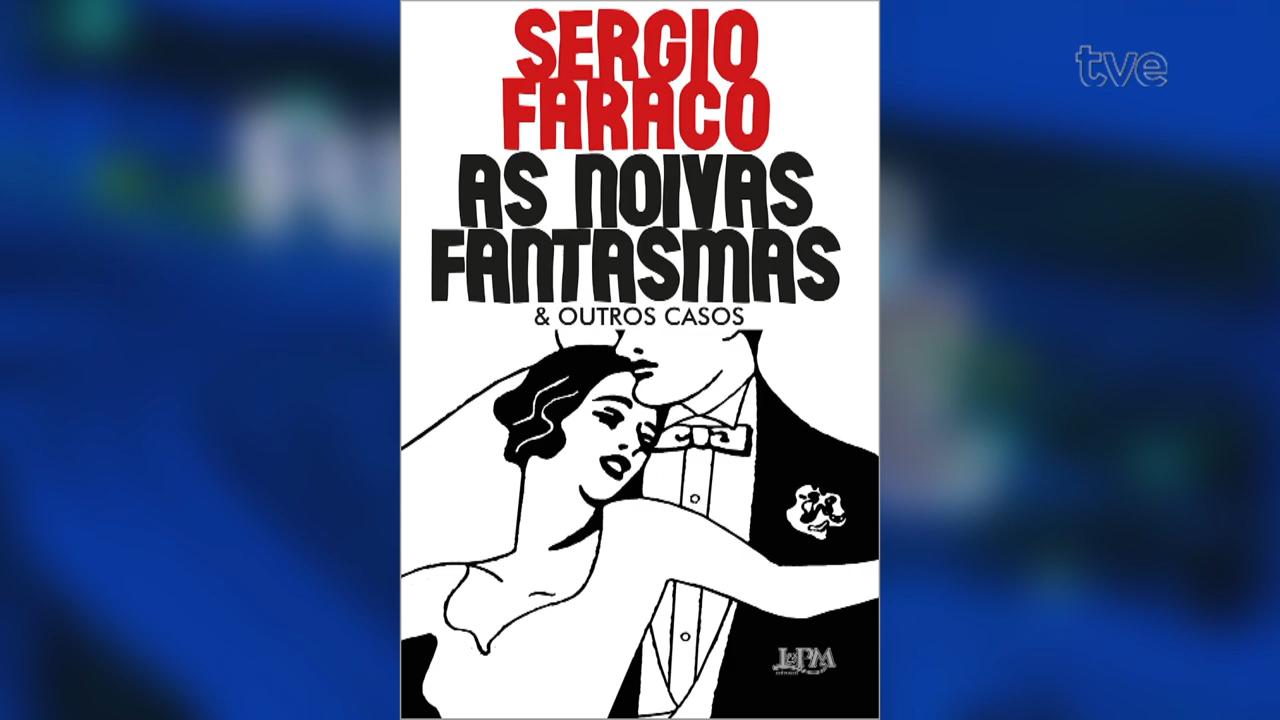 SERGIO
FARACO
AS NOIVAS
FANTASMAS
& OUTROS CASOS
tve
L&PM